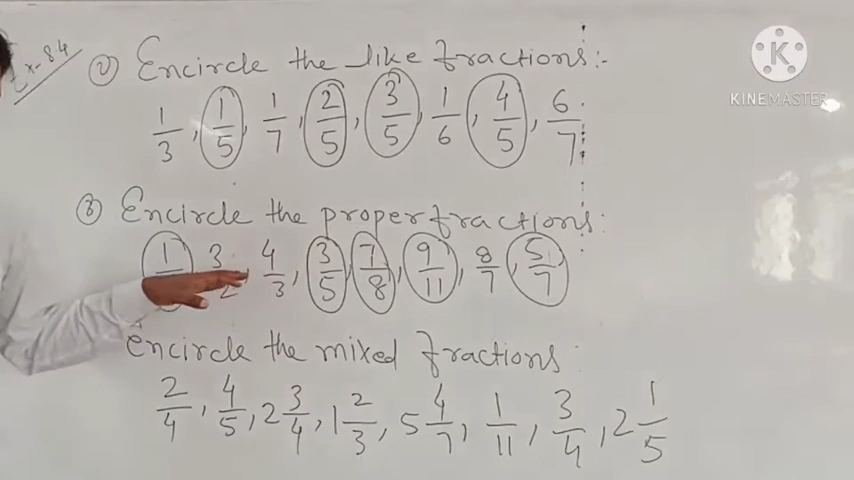 Ex-8.4
② Encircle the like fractions:-
1/3, 1/5, 1/7, 2/5, 3/5, 1/6, 4/5, 6/7
③ Encircle the proper fractions:
1, 3/2, 4/3, 3/5, 7/8, 9/11, 8/7, 5/7
encircle the mixed fractions:
2/4, 4/5, 2 3/4, 1 2/3, 5 4/7, 1/11, 3/4, 2 1/5
K
KINEMASTER